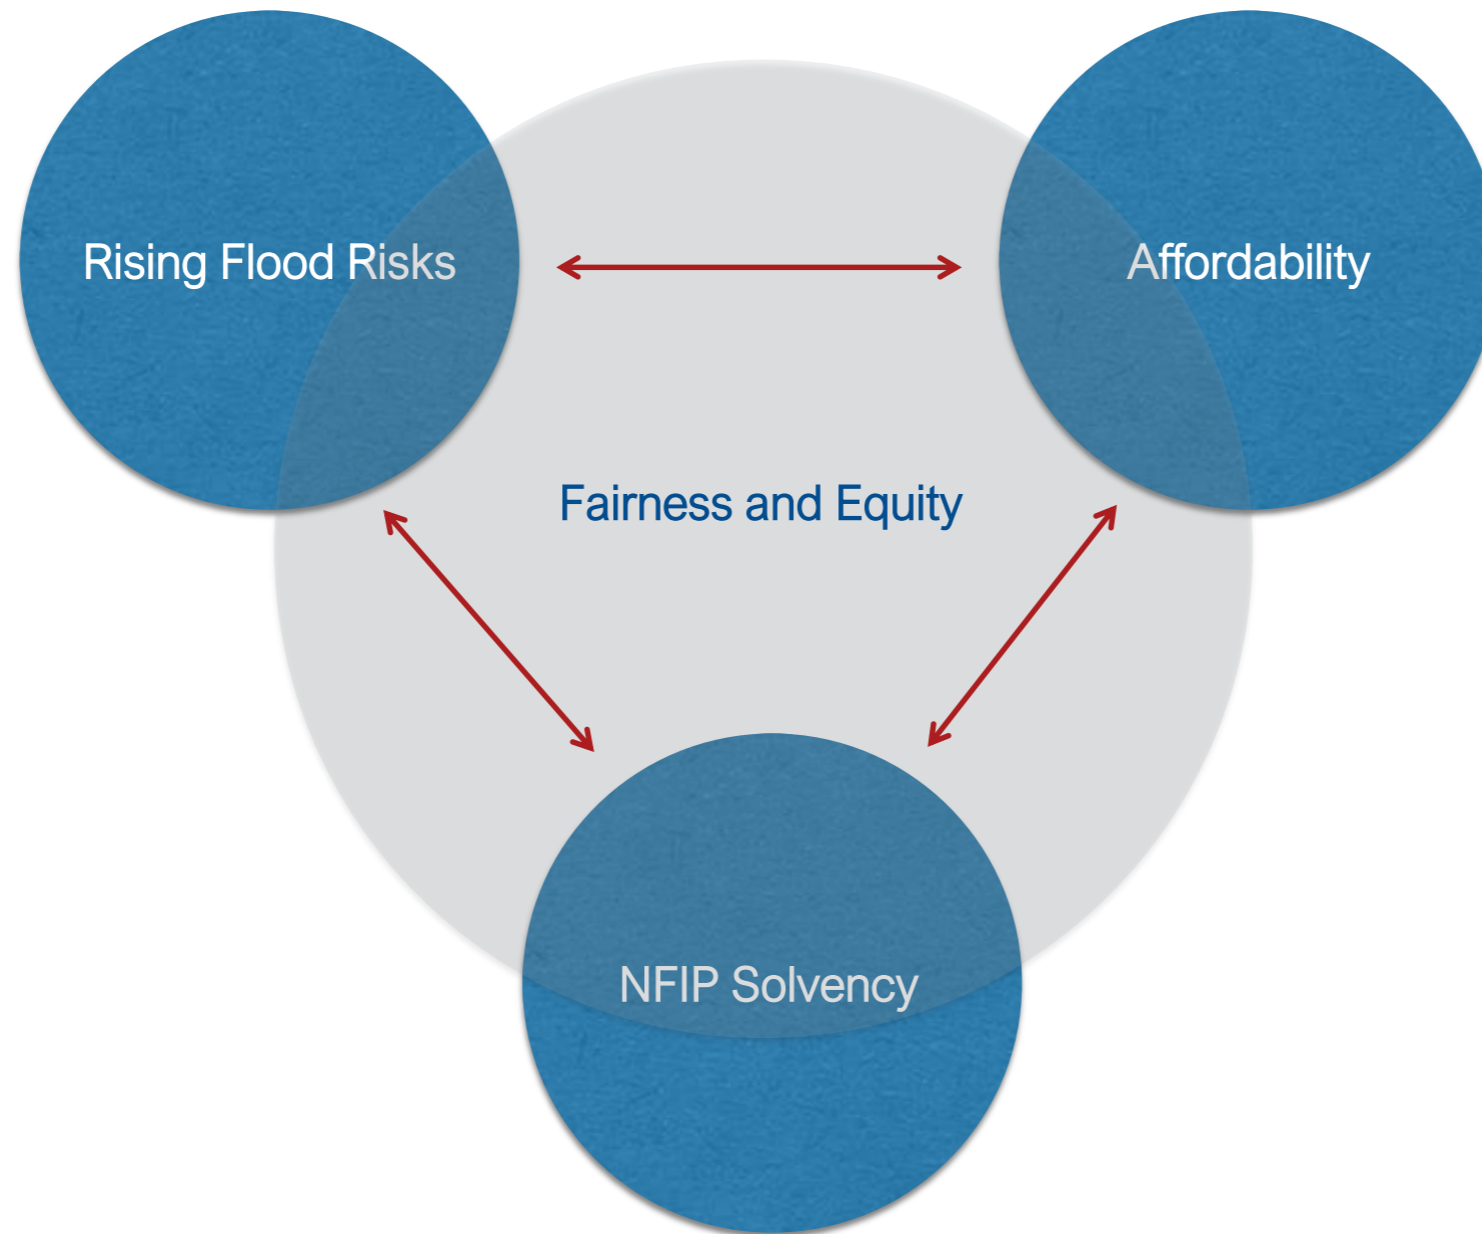 Rising Flood Risks
Affordability
Fairness and Equity
NFIP Solvency